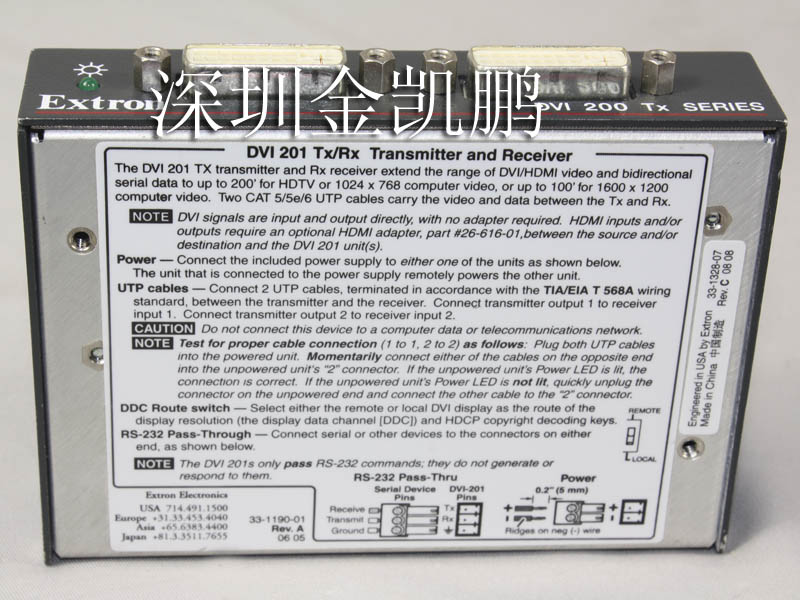 Extron
深圳金凯鹏
DVI 200 Tx SERIES
DVI 201 Tx/Rx Transmitter and Receiver
The DVI 201 TX transmitter and Rx receiver extend the range of DVI/HDMI video and bidirectional
serial data to up to 200' for HDTV or 1024 x 768 computer video, or up to 100' for 1600 x 1200
computer video. Two CAT 5/5e/6 UTP cables carry the video and data between the Tx and Rx.
NOTE DVI signals are input and output directly, with no adapter required. HDMI inputs and/or
outputs require an optional HDMI adapter, part #26-616-01,between the source and/or
destination and the DVI 201 unit(s).
Power — Connect the included power supply to either one of the units as shown below.
The unit that is connected to the power supply remotely powers the other unit.
UTP cables — Connect 2 UTP cables, terminated in accordance with the TIA/EIA T 568A wiring
standard, between the transmitter and the receiver. Connect transmitter output 1 to receiver
input 1. Connect transmitter output 2 to receiver input 2.
CAUTION Do not connect this device to a computer data or telecommunications network.
NOTE Test for proper cable connection (1 to 1, 2 to 2) as follows: Plug both UTP cables
into the powered unit. Momentarily connect either of the cables on the opposite end
into the unpowered unit's "2" connector. If the unpowered unit's Power LED is lit, the
connection is correct. If the unpowered unit's Power LED is not lit, quickly unplug the
connector on the unpowered end and connect the other cable to the "2" connector.
DDC Route switch — Select either the remote or local DVI display as the route of the
display resolution (the display data channel [DDC]) and HDCP copyright decoding keys.
RS-232 Pass-Through — Connect serial or other devices to the connectors on either
end, as shown below.
REMOTE
LOCAL
NOTE The DVI 201s only pass RS-232 commands; they do not generate or
respond to them.
Extron Electronics
USA 714.491.1500
Europe +31.33.453.4040
Asia +65.6383.4400
Japan +81.3.3511.7655
33-1190-01
Rev. A
06 05
RS-232 Pass-Thru
Serial Device
Pins
DVI-201
Pins
Receive
Transmit
Ground
Tx
Rx
Power
0.2" (5 mm)
+
-
+
-
Ridges on neg (-) wire
Engineered in USA by Extron 33-1328-07
Made in China 中国制造 Rev. C 08 08